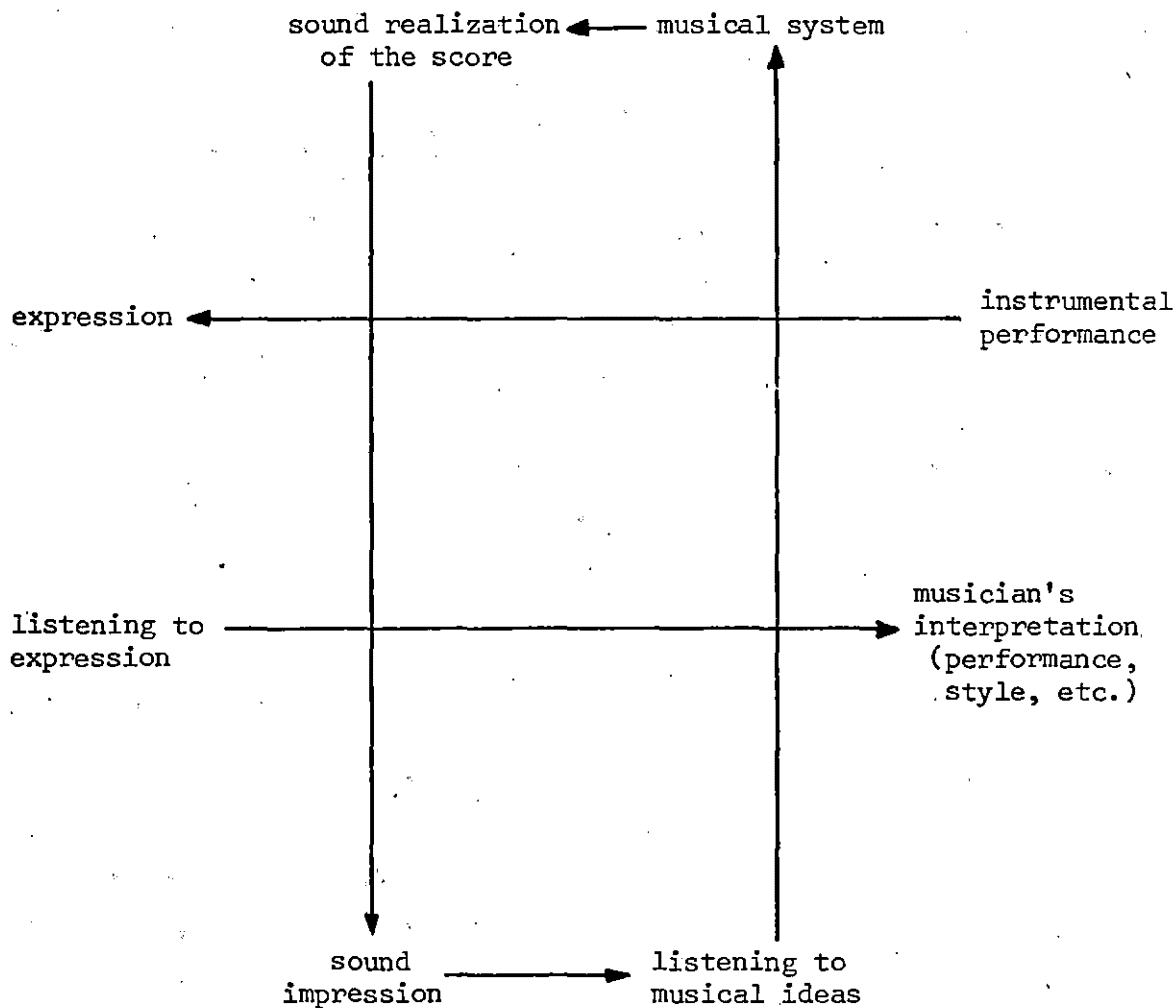 sound realization
of the score
musical system
expression
instrumental
performance
listening to
expression
musician's
interpretation
(performance,
style, etc.)
sound
impression
listening to
musical ideas